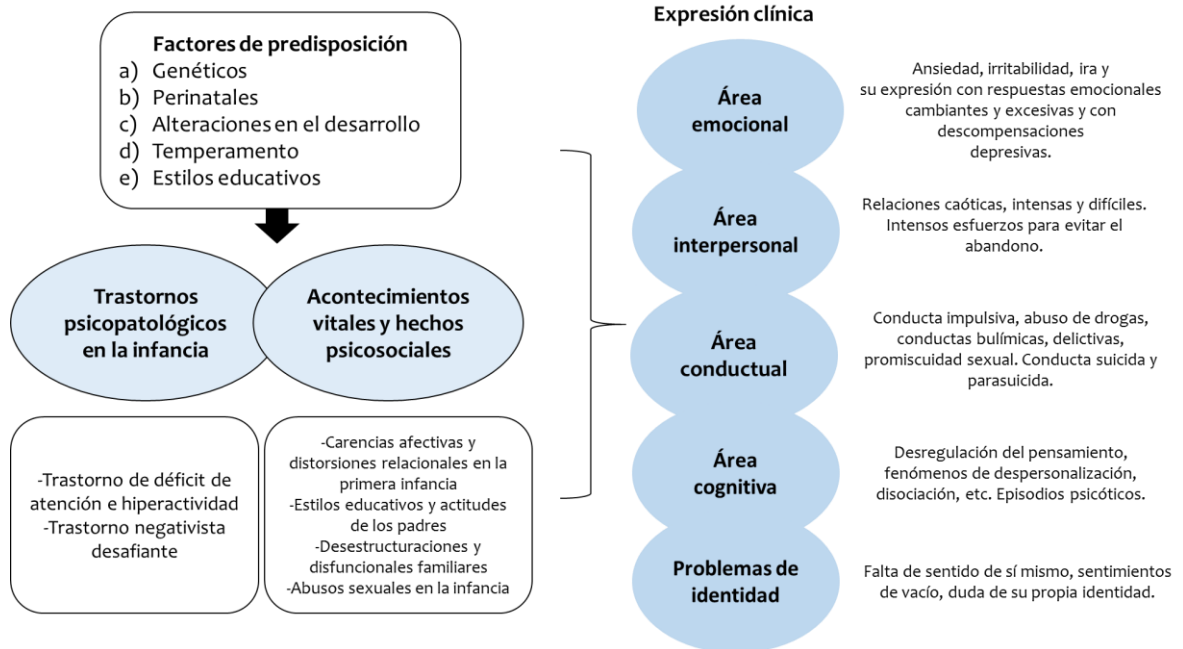 Factores de predisposición
a) Genéticos
b) Perinatales
c) Alteraciones en el desarrollo
d) Temperamento
e) Estilos educativos
Trastornos
psicopatológicos
en la infancia
Acontecimientos
vitales y hechos
psicosociales
-Trastorno de déficit de
atención e hiperactividad
-Trastorno negativista
desafiante
-Carencias afectivas y
distorsiones relacionales en la
primera infancia
-Estilos educativos y actitudes
de los padres
-Desestructuraciones y
disfuncionales familiares
-Abusos sexuales en la infancia
Expresión clínica
Área
emocional
Ansiedad, irritabilidad, ira y
su expresión con respuestas emocionales
cambiantes y excesivas y con
descompensaciones
depresivas.
Área
interpersonal
Relaciones caóticas, intensas y difíciles.
Intensos esfuerzos para evitar el
abandono.
Área
conductual
Conducta impulsiva, abuso de drogas,
conductas bulímicas, delictivas,
promiscuidad sexual. Conducta suicida y
parasuicida.
Área
cognitiva
Desregulación del pensamiento,
fenómenos de despersonalización,
disociación, etc. Episodios psicóticos.
Problemas de
identidad
Falta de sentido de sí mismo, sentimientos
de vacío, duda de su propia identidad.